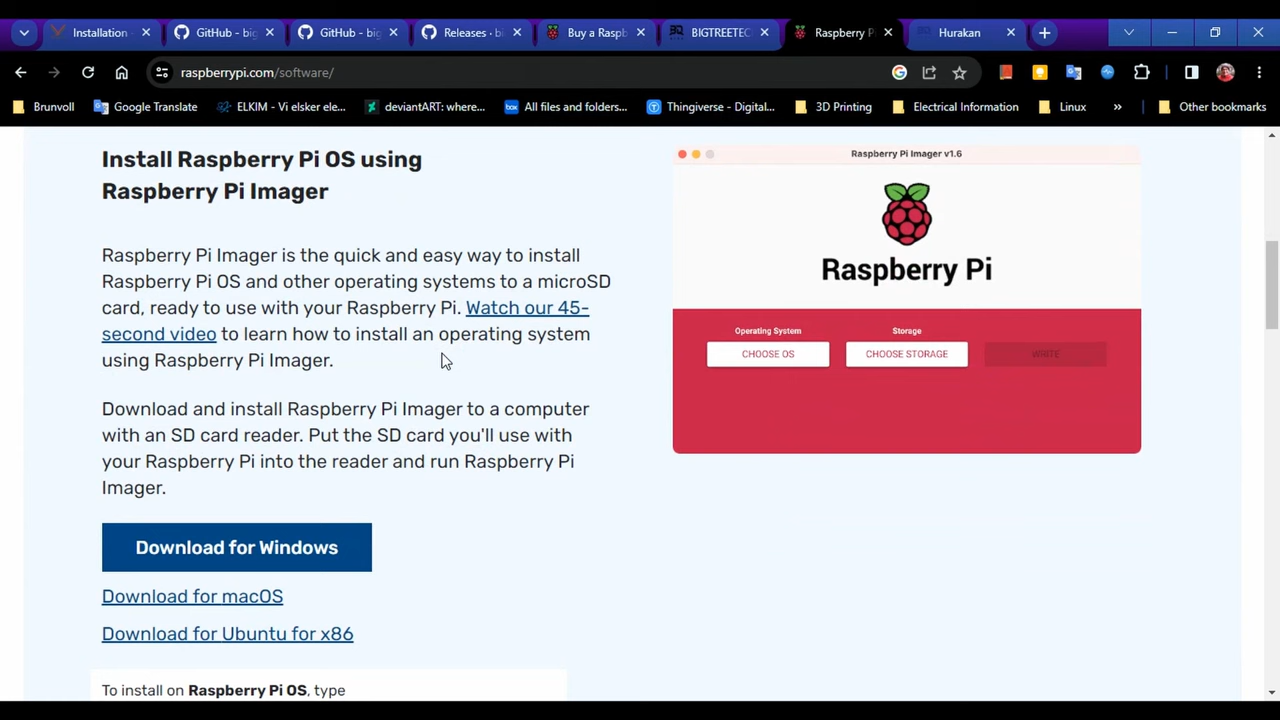 Installation
GitHub - big
GitHub - big
Releases · bi
Buy a Raspb
BIGTREETEC
Raspberry P
Hurakan
raspberrypi.com/software/
Brunvoll
Google Translate
ELKIM - Vi elsker ele...
deviantART: where...
All files and folders...
Thingiverse - Digital...
3D Printing
Electrical Information
Linux
»
Other bookmarks
Install Raspberry Pi OS using
Raspberry Pi Imager
Raspberry Pi Imager is the quick and easy way to install
Raspberry Pi OS and other operating systems to a microSD
card, ready to use with your Raspberry Pi. Watch our 45-
second video to learn how to install an operating system
using Raspberry Pi Imager.
Download and install Raspberry Pi Imager to a computer
with an SD card reader. Put the SD card you'll use with
your Raspberry Pi into the reader and run Raspberry Pi
Imager.
Download for Windows
Download for macOS
Download for Ubuntu for x86
To install on Raspberry Pi OS, type
Raspberry Pi Imager v1.6
Raspberry Pi
Operating System
Storage
CHOOSE OS
CHOOSE STORAGE
WRITE